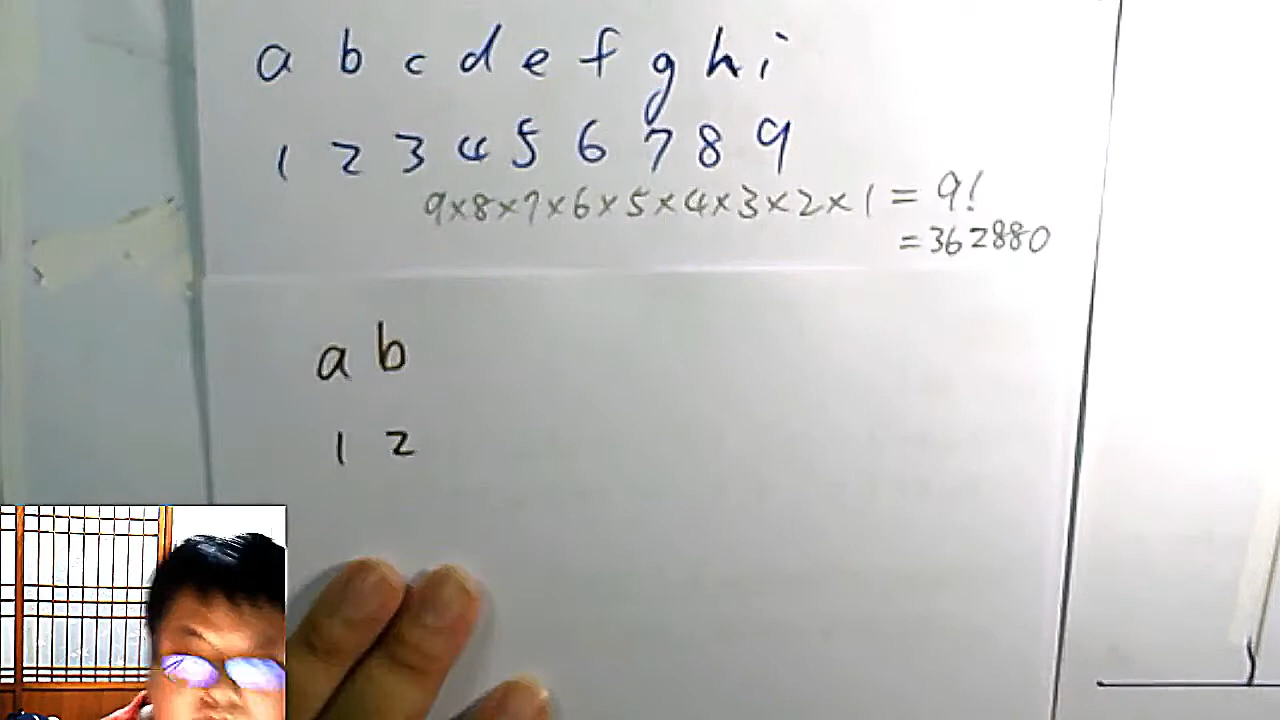 a b c d e f g h i
1 2 3 4 5 6 7 8 9
9×8×7×6×5×4×3×2×1 = 9!
=362880
a b
1 2